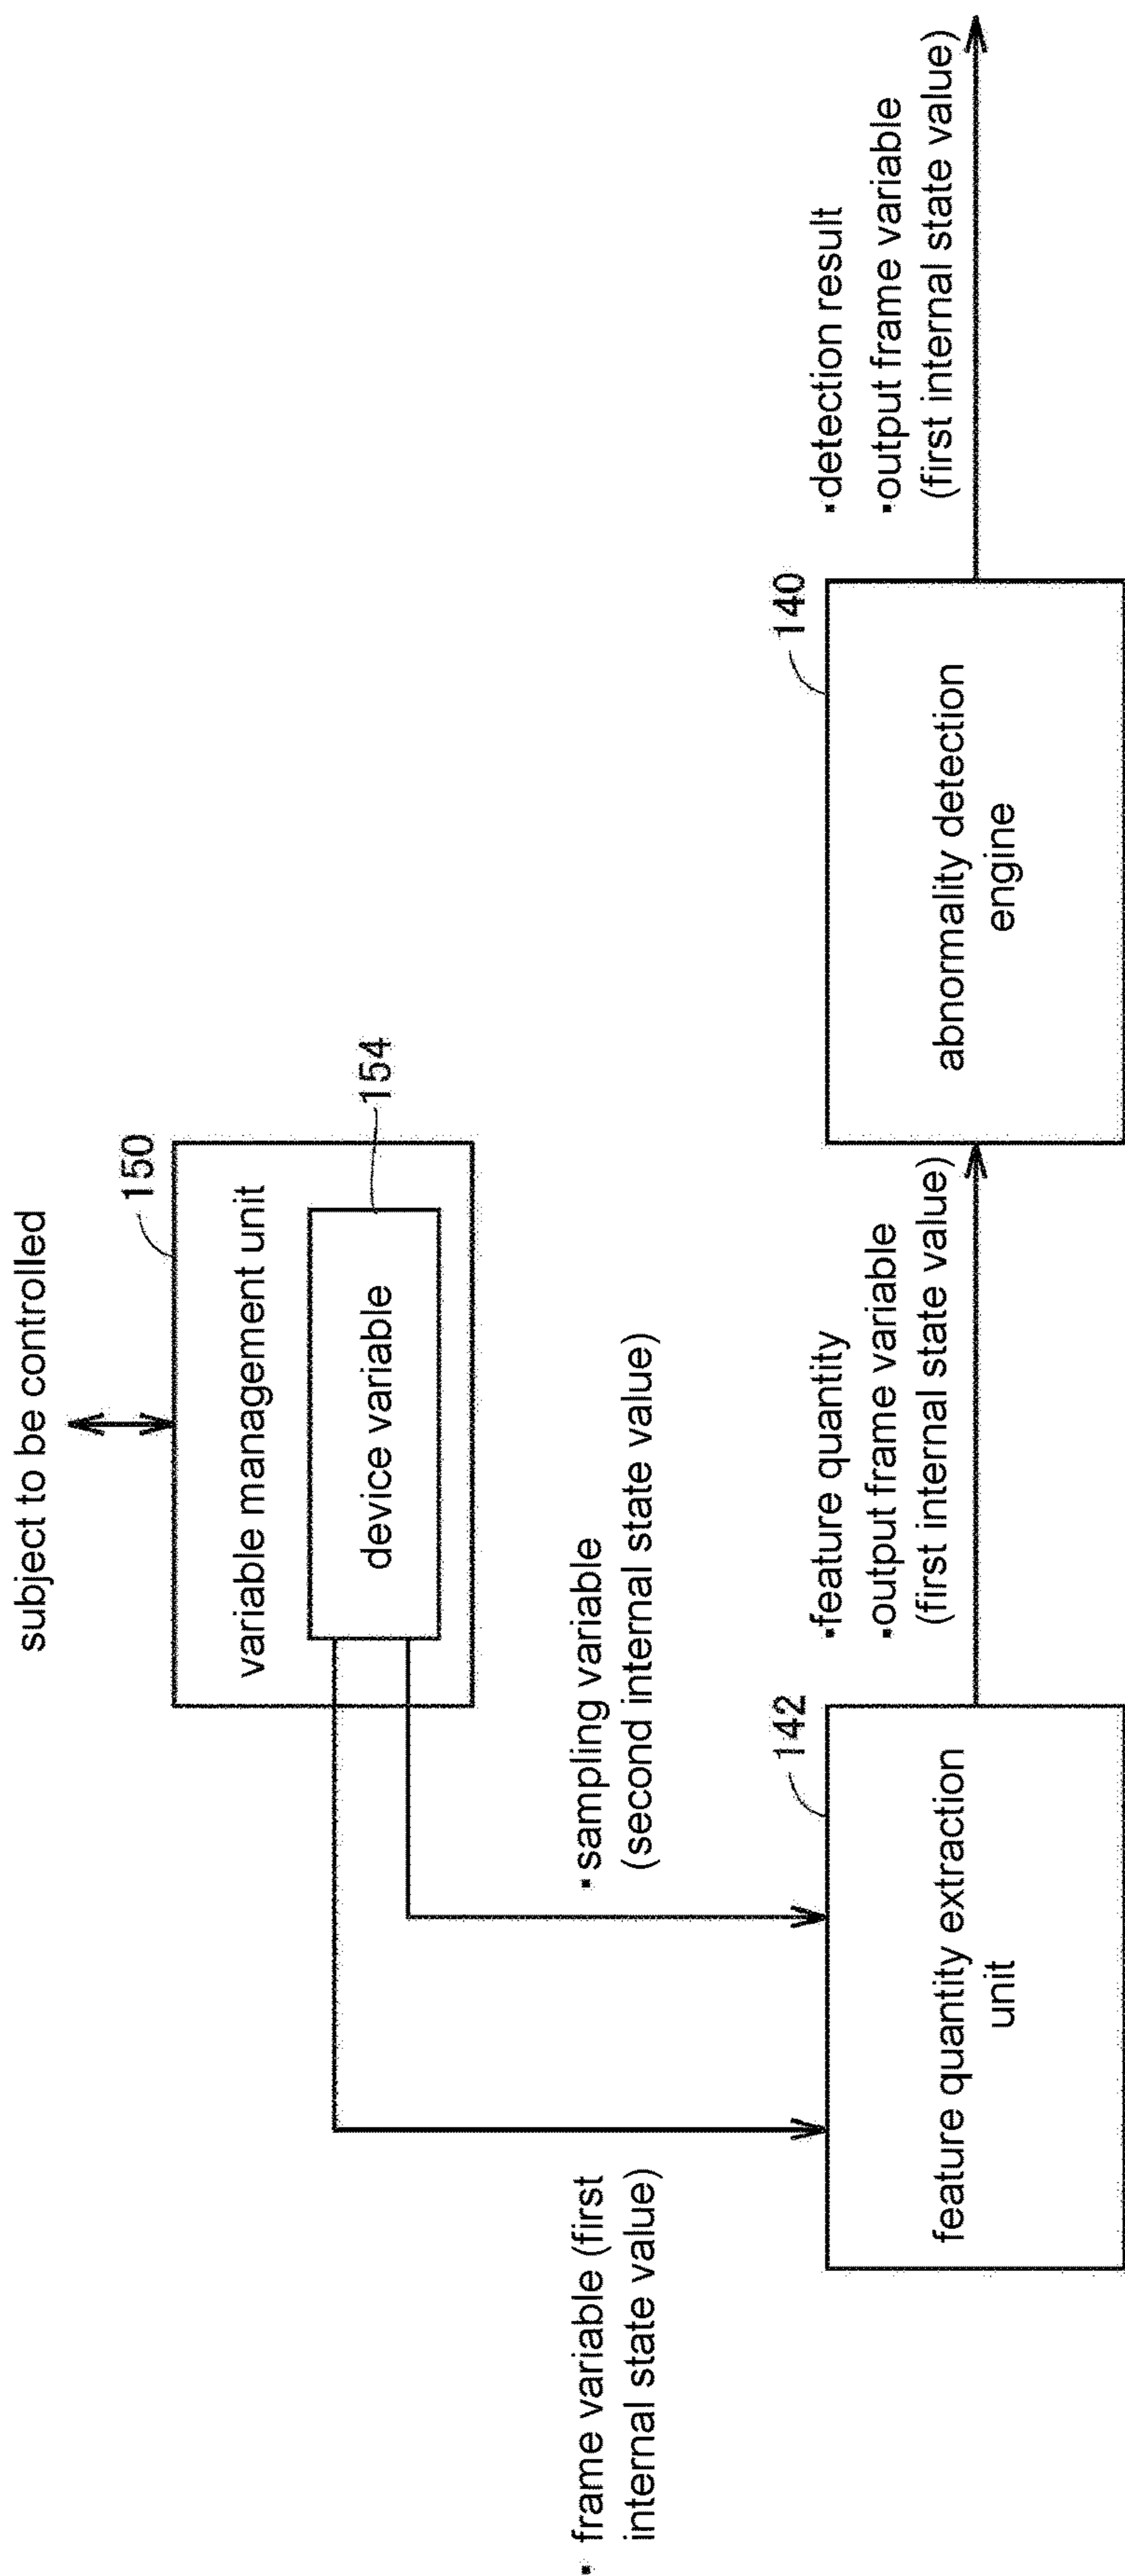 subject to be controlled
150
variable management unit
154
device variable
▪sampling variable
(second internal state value)
▪ frame variable (first
internal state value)
142
feature quantity extraction
unit
▪feature quantity
▪output frame variable
(first internal state value)
140
abnormality detection
engine
▪detection result
▪output frame variable
(first internal state value)